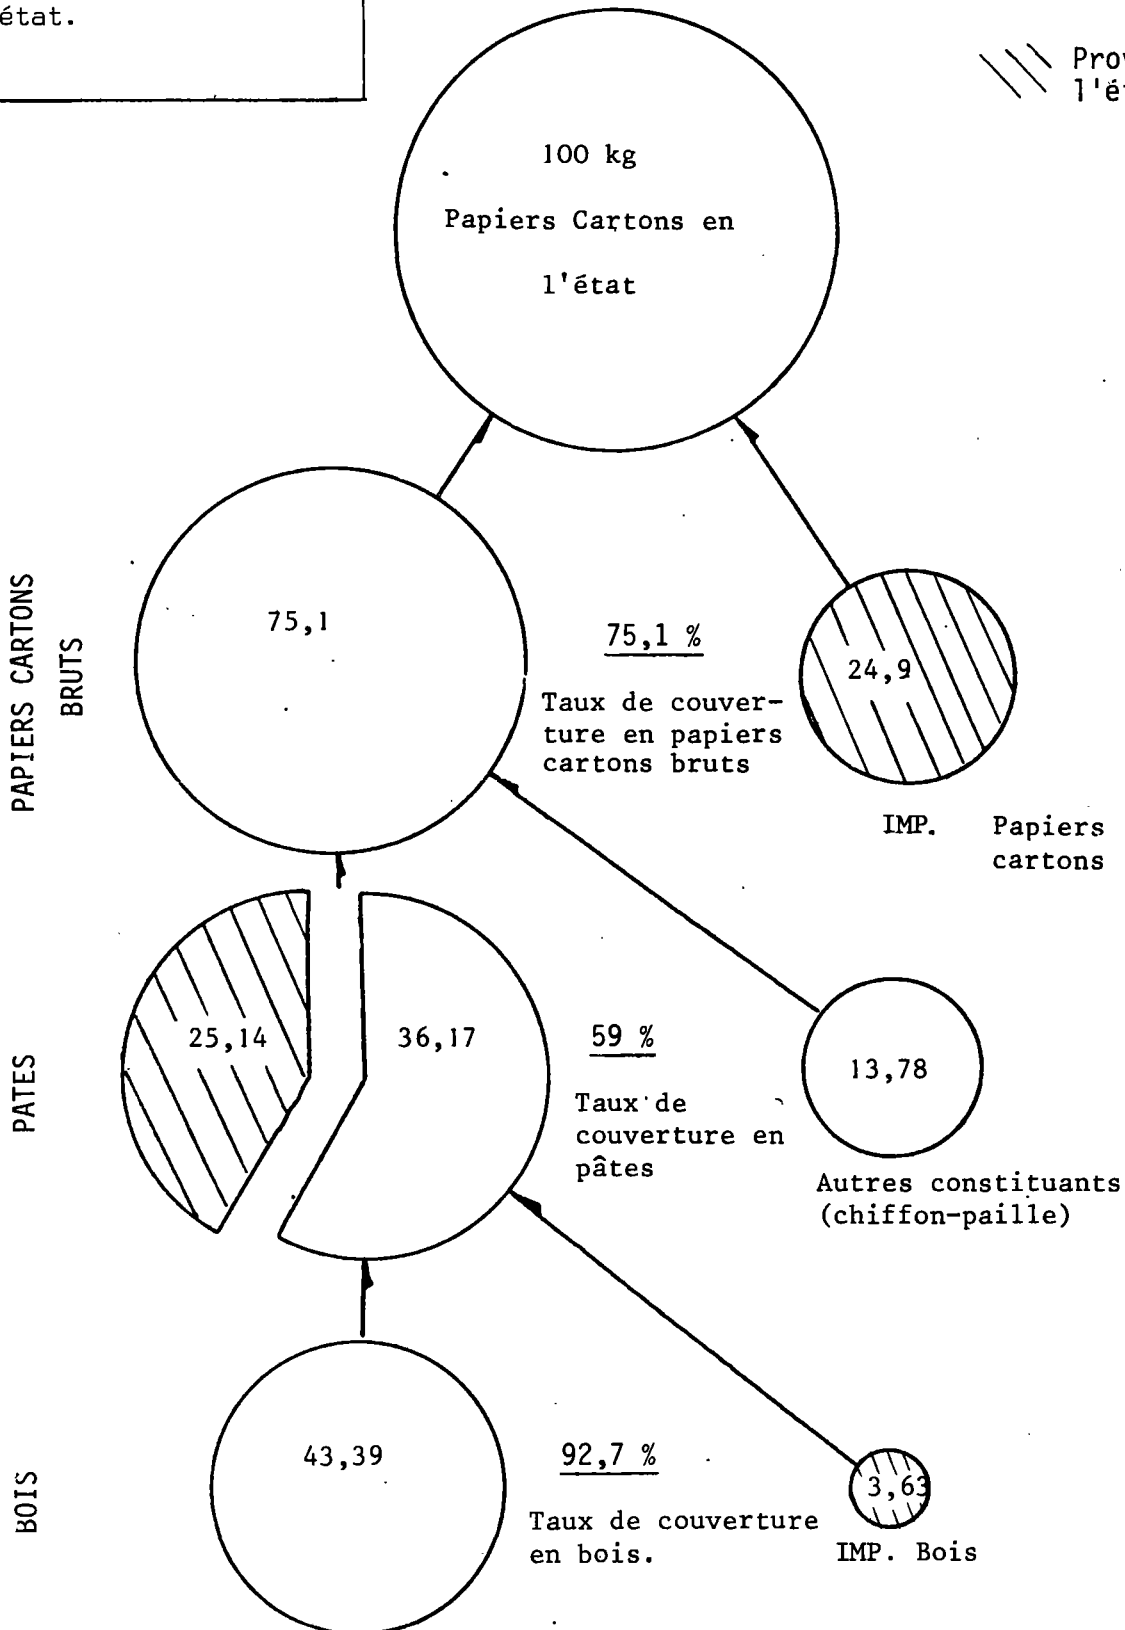 état.
100 kg
Papiers Cartons en
l'état
PAPIERS CARTONS
BRUTS
75,1
75,1 %
Taux de couver-
ture en papiers
cartons bruts
24,9
IMP. Papiers
cartons
PATES
25,14
36,17
59 %
Taux de
couverture en
pâtes
13,78
Autres constituants
(chiffon-paille)
BOIS
43,39
92,7 %
Taux de couverture
en bois.
3,63
IMP. Bois